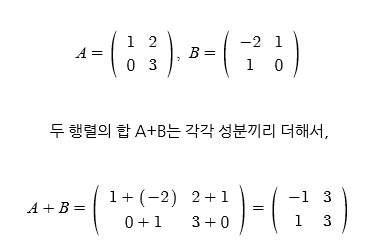 A = ( 1 2 ) , B = ( −2 1 )
( 0 3 ) ( 1 0 )
두 행렬의 합 A+B는 각각 성분끼리 더해서,
A + B = ( 1+(−2) 2+1 ) = ( −1 3 )
( 0+1 3+0 ) ( 1 3 )